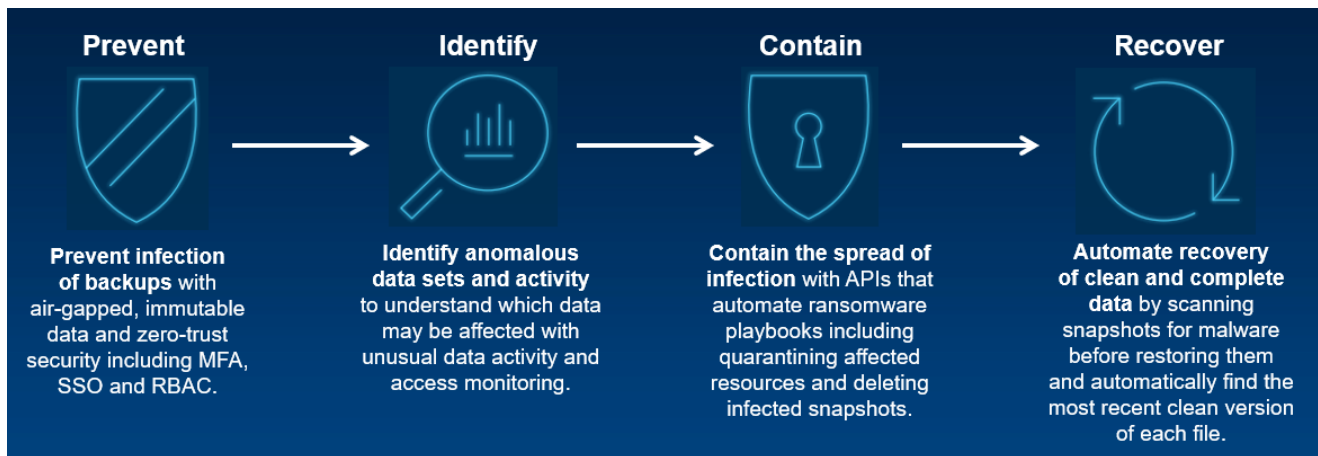 Prevent
Prevent infection
of backups with
air-gapped, immutable
data and zero-trust
security including MFA,
SSO and RBAC.
Identify
Identify anomalous
data sets and activity
to understand which data
may be affected with
unusual data activity and
access monitoring.
Contain
Contain the spread of
infection with APIs that
automate ransomware
playbooks including
quarantining affected
resources and deleting
infected snapshots.
Recover
Automate recovery
of clean and complete
data by scanning
snapshots for malware
before restoring them
and automatically find the
most recent clean version
of each file.